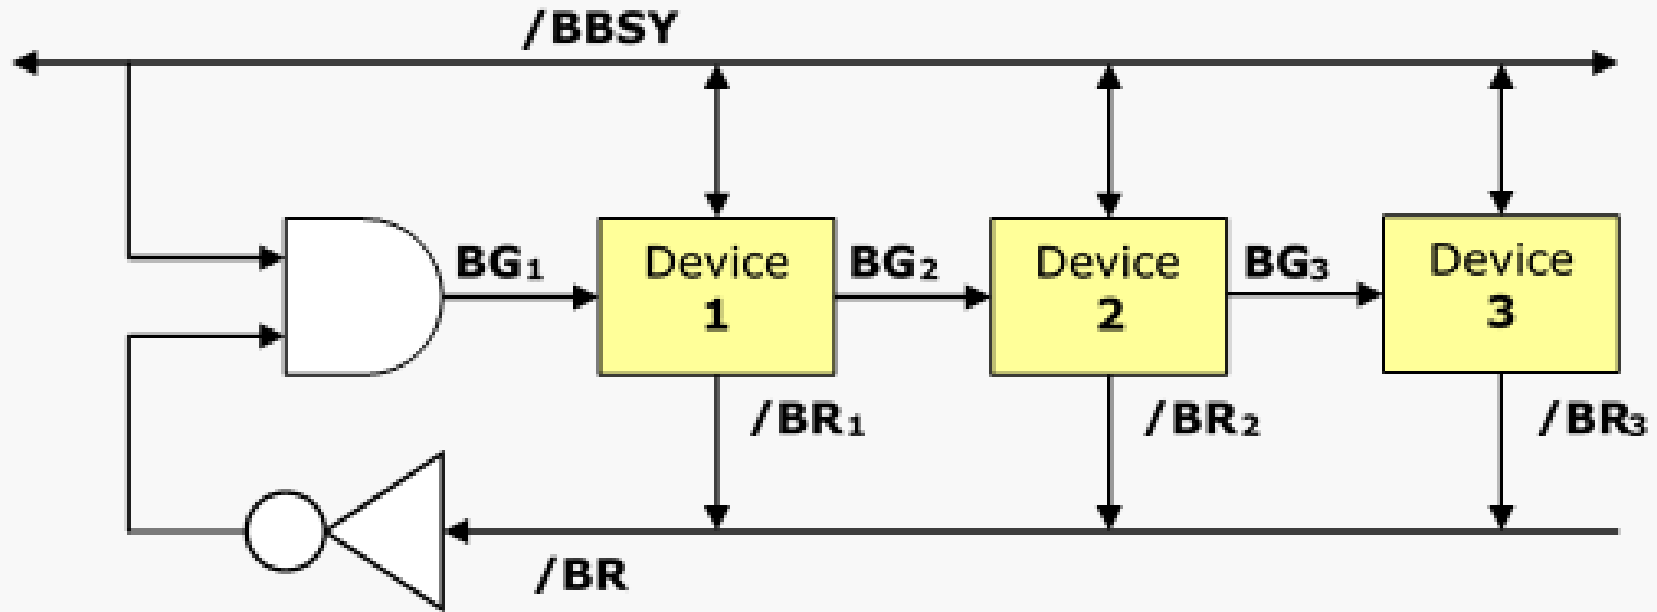 /BBSY
BG1
Device
1
BG2
Device
2
BG3
Device
3
/BR1
/BR2
/BR3
/BR